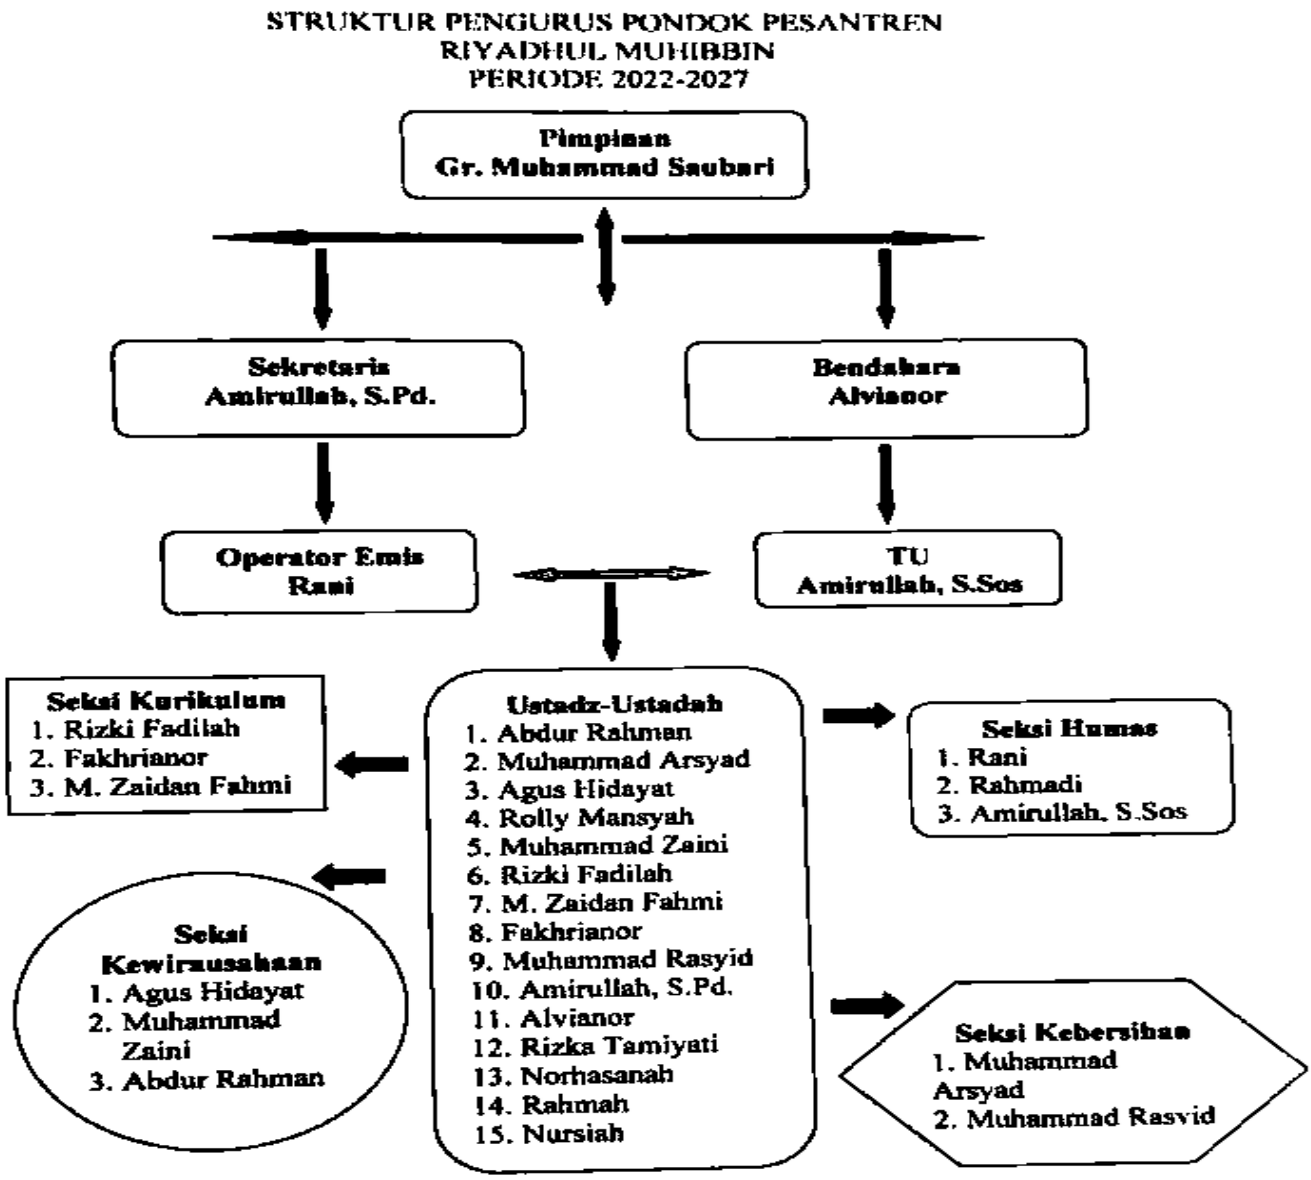 STRUKTUR PENGURUS PONDOK PESANTREN
RIYADHUL MUHIBBIN
PERIODE 2022-2027
Pimpinan
Gr. Muhammad Saubari
Sekretaris
Amirullah, S.Pd.
Bendahara
Alvianor
Operator Emis
Rani
TU
Amirullah, S.Sos
Seksi Kurikulum
1. Rizki Fadilah
2. Fakhrianor
3. M. Zaidan Fahmi
Ustadz-Ustadah
1. Abdur Rahman
2. Muhammad Arsyad
3. Agus Hidayat
4. Rolly Mansyah
5. Muhammad Zaini
6. Rizki Fadilah
7. M. Zaidan Fahmi
8. Fakhrianor
9. Muhammad Rasyid
10. Amirullah, S.Pd.
11. Alvianor
12. Rizka Tamiyati
13. Norhasanah
14. Rahmah
15. Nursiah
Seksi Humas
1. Rani
2. Rahmadi
3. Amirullah, S.Sos
Seksi
Kewirausahaan
1. Agus Hidayat
2. Muhammad
Zaini
3. Abdur Rahman
Seksi Kebersihan
1. Muhammad
Arsyad
2. Muhammad Rasyid